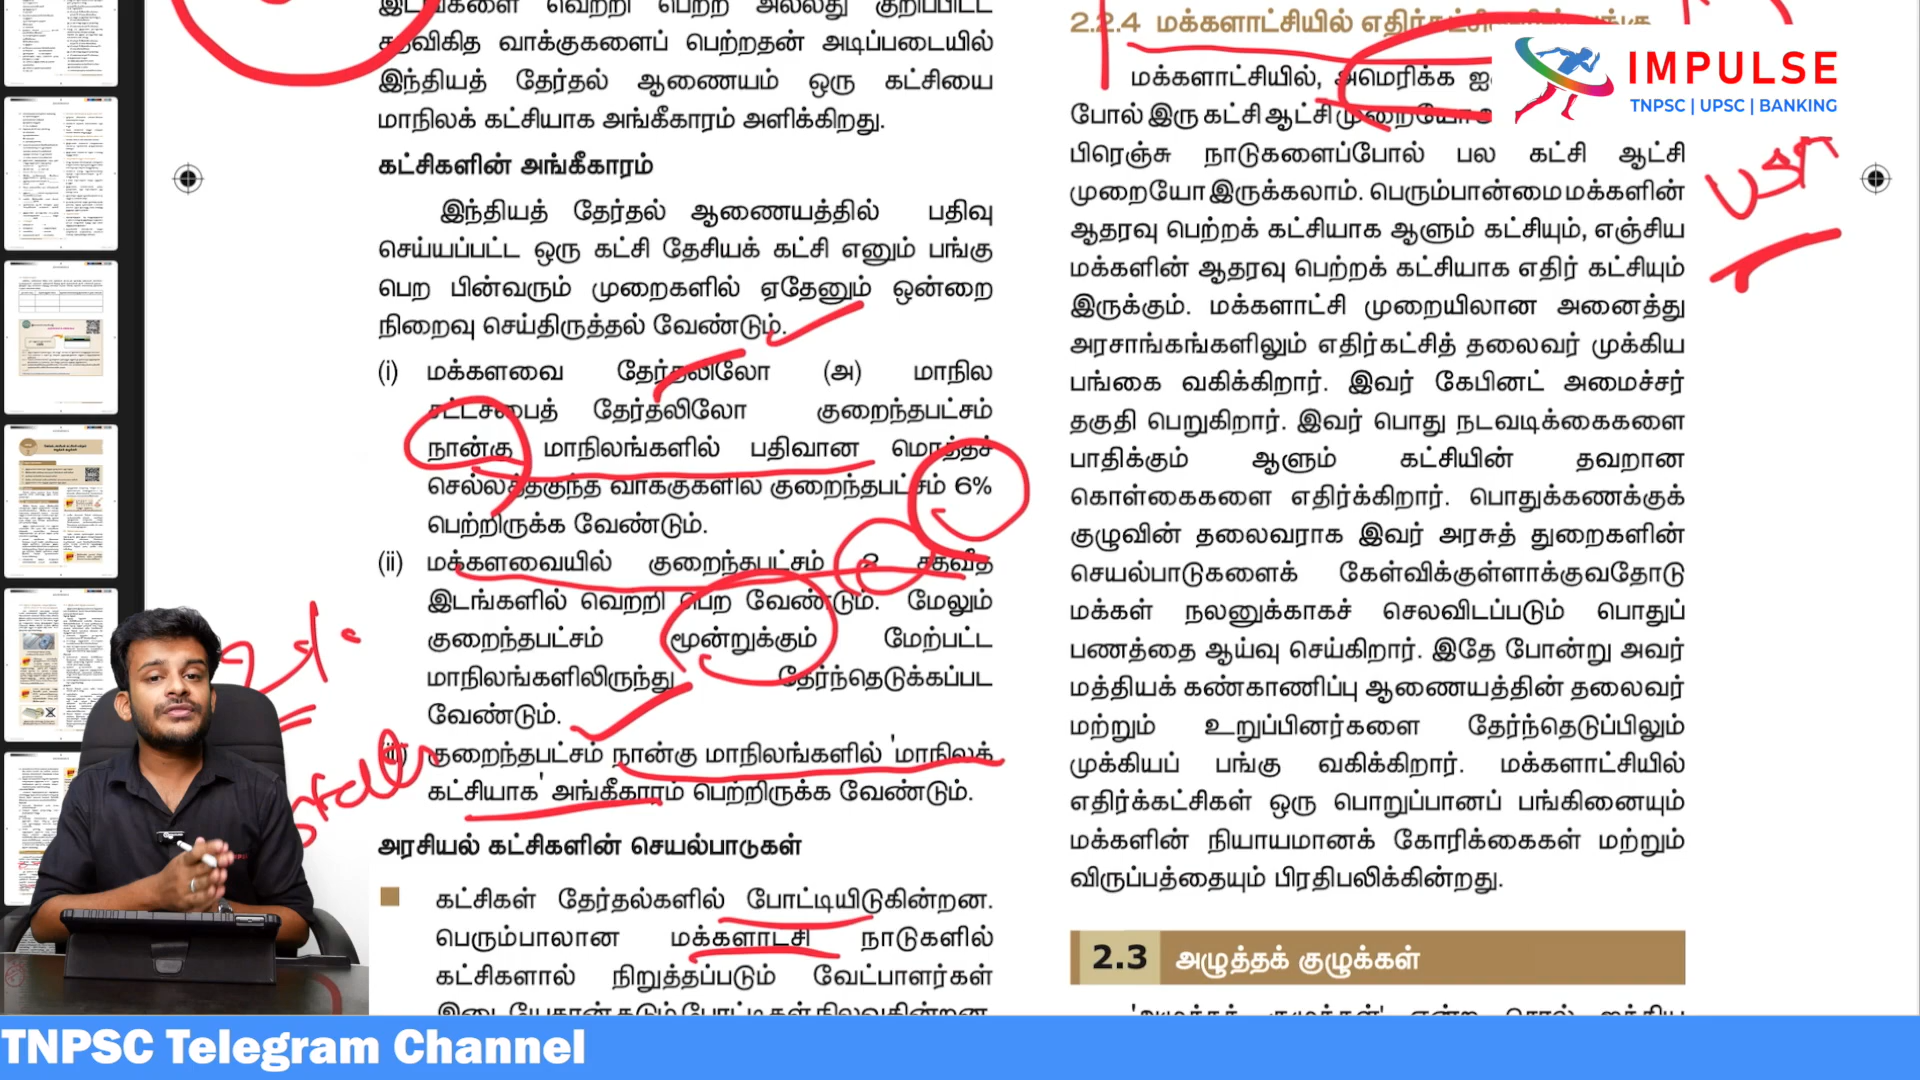 இடங்களை வெற்றி பெற்ற அல்லது குறிப்பிட்ட
சதவிகித வாக்குகளைப் பெற்றதன் அடிப்படையில்
இந்தியத் தேர்தல் ஆணையம் ஒரு கட்சியை
மாநிலக் கட்சியாக அங்கீகாரம் அளிக்கிறது.
கட்சிகளின் அங்கீகாரம்
இந்தியத் தேர்தல் ஆணையத்தில் பதிவு
செய்யப்பட்ட ஒரு கட்சி தேசியக் கட்சி எனும் பங்கு
பெற பின்வரும் முறைகளில் ஏதேனும் ஒன்றை
நிறைவு செய்திருத்தல் வேண்டும்.
(i) மக்களவை தேர்தலிலோ (அ) மாநில
சட்டசபைத் தேர்தலிலோ குறைந்தபட்சம்
நான்கு மாநிலங்களில் பதிவான மொத்தச்
செல்லத்தகுந்த வாக்குகளில் குறைந்தபட்சம் 6%
பெற்றிருக்க வேண்டும்.
(ii) மக்களவையில் குறைந்தபட்சம் 2 சதவீத
இடங்களில் வெற்றி பெற வேண்டும். மேலும்
குறைந்தபட்சம் மூன்றுக்கும் மேற்பட்ட
மாநிலங்களிலிருந்து தேர்ந்தெடுக்கப்பட
வேண்டும்.
குறைந்தபட்சம் நான்கு மாநிலங்களில் 'மாநிலக்
கட்சியாக' அங்கீகாரம் பெற்றிருக்க வேண்டும்.
அரசியல் கட்சிகளின் செயல்பாடுகள்
கட்சிகள் தேர்தல்களில் போட்டியிடுகின்றன.
பெரும்பாலான மக்களாட்சி நாடுகளில்
கட்சிகளால் நிறுத்தப்படும் வேட்பாளர்கள்
2.2.4 மக்களாட்சியில்
மக்களாட்சியில், அமெரிக்க
போல் இரு கட்சி ஆட்சி
பிரெஞ்சு நாடுகளைப்போல் பல கட்சி ஆட்சி
முறையோ இருக்கலாம். பெரும்பான்மை மக்களின்
ஆதரவு பெற்றக் கட்சியாக ஆளும் கட்சியும், எஞ்சிய
மக்களின் ஆதரவு பெற்றக் கட்சியாக எதிர் கட்சியும்
இருக்கும். மக்களாட்சி முறையிலான அனைத்து
அரசாங்கங்களிலும் எதிர்கட்சித் தலைவர் முக்கிய
பங்கை வகிக்கிறார். இவர் கேபினட் அமைச்சர்
தகுதி பெறுகிறார். இவர் பொது நடவடிக்கைகளை
பாதிக்கும் ஆளும் கட்சியின் தவறான
கொள்கைகளை எதிர்க்கிறார். பொதுக்கணக்குக்
குழுவின் தலைவராக இவர் அரசுத் துறைகளின்
செயல்பாடுகளைக் கேள்விக்குள்ளாக்குவதோடு
மக்கள் நலனுக்காகச் செலவிடப்படும் பொதுப்
பணத்தை ஆய்வு செய்கிறார். இதே போன்று அவர்
மத்தியக் கண்காணிப்பு ஆணையத்தின் தலைவர்
மற்றும் உறுப்பினர்களை தேர்ந்தெடுப்பிலும்
முக்கியப் பங்கு வகிக்கிறார். மக்களாட்சியில்
எதிர்க்கட்சிகள் ஒரு பொறுப்பானப் பங்கினையும்
மக்களின் நியாயமானக் கோரிக்கைகள் மற்றும்
விருப்பத்தையும் பிரதிபலிக்கின்றது.
2.3 அழுத்தக் குழுக்கள்
IMPULSE
TNPSC | UPSC | BANKING
USA
TNPSC Telegram Channel